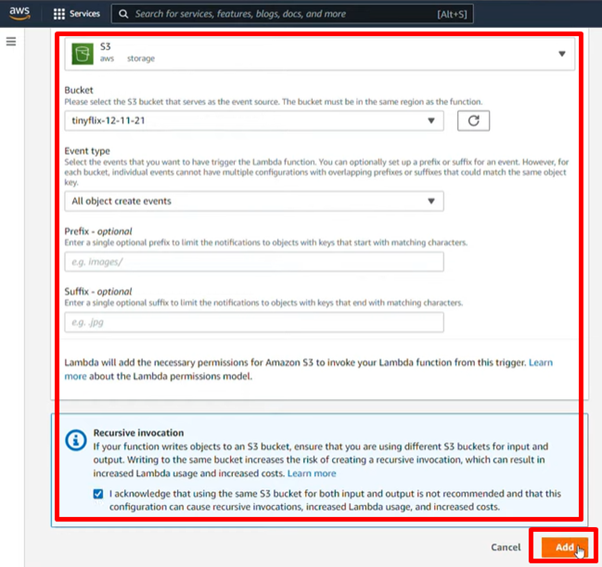 aws
Services
Search for services, features, blogs, docs, and more
[Alt+S]
S3
aws storage
Bucket
Please select the S3 bucket that serves as the event source. The bucket must be in the same region as the function.
tinyflix-12-11-21
Event type
Select the events that you want to have trigger the Lambda function. You can optionally set up a prefix or suffix for an event. However, for
each bucket, individual events cannot have multiple configurations with overlapping prefixes or suffixes that could match the same object
key.
All object create events
Prefix - optional
Enter a single optional prefix to limit the notifications to objects with keys that start with matching characters.
e.g. images/
Suffix - optional
Enter a single optional suffix to limit the notifications to objects with keys that end with matching characters.
e.g. .jpg
Lambda will add the necessary permissions for Amazon S3 to invoke your Lambda function from this trigger. Learn
more about the Lambda permissions model.
Recursive invocation
If your function writes objects to an S3 bucket, ensure that you are using different S3 buckets for input and
output. Writing to the same bucket increases the risk of creating a recursive invocation, which can result in
increased Lambda usage and increased costs. Learn more
I acknowledge that using the same S3 bucket for both input and output is not recommended and that this
configuration can cause recursive invocations, increased Lambda usage, and increased costs.
Cancel
Add